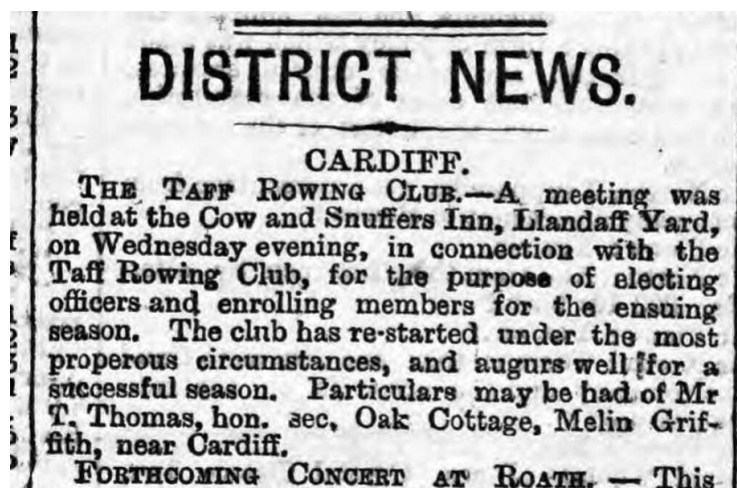 DISTRICT NEWS.
CARDIFF.
THE TAFF ROWING CLUB.—A meeting was
held at the Cow and Snuffers Inn, Llandaff Yard,
on Wednesday evening, in connection with the
Taff Rowing Club, for the purpose of electing
officers and enrolling members for the ensuing
season. The club has re-started under the most
properous circumstances, and augurs well for a
successful season. Particulars may be had of Mr
T. Thomas, hon. sec, Oak Cottage, Melin Grif-
fith, near Cardiff.
FORTHCOMING CONCERT AT ROATH. — This